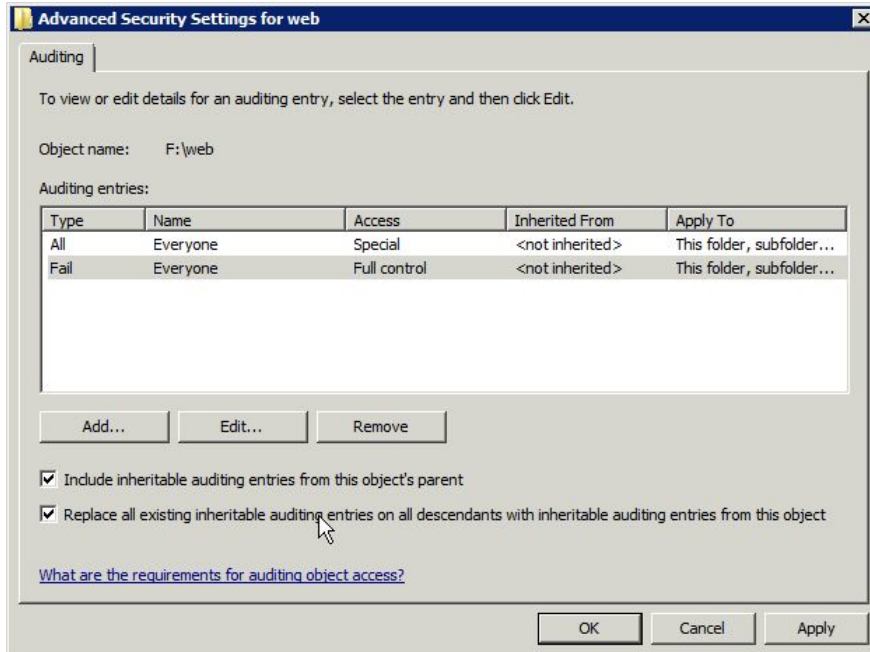 Advanced Security Settings for web
Auditing
To view or edit details for an auditing entry, select the entry and then click Edit.
Object name: F:\web
Auditing entries:
Type Name Access Inherited From Apply To
All Everyone Special <not inherited> This folder, subfolder...
Fail Everyone Full control <not inherited> This folder, subfolder...
Add... Edit... Remove
Include inheritable auditing entries from this object's parent
Replace all existing inheritable auditing entries on all descendants with inheritable auditing entries from this object
What are the requirements for auditing object access?
OK Cancel Apply